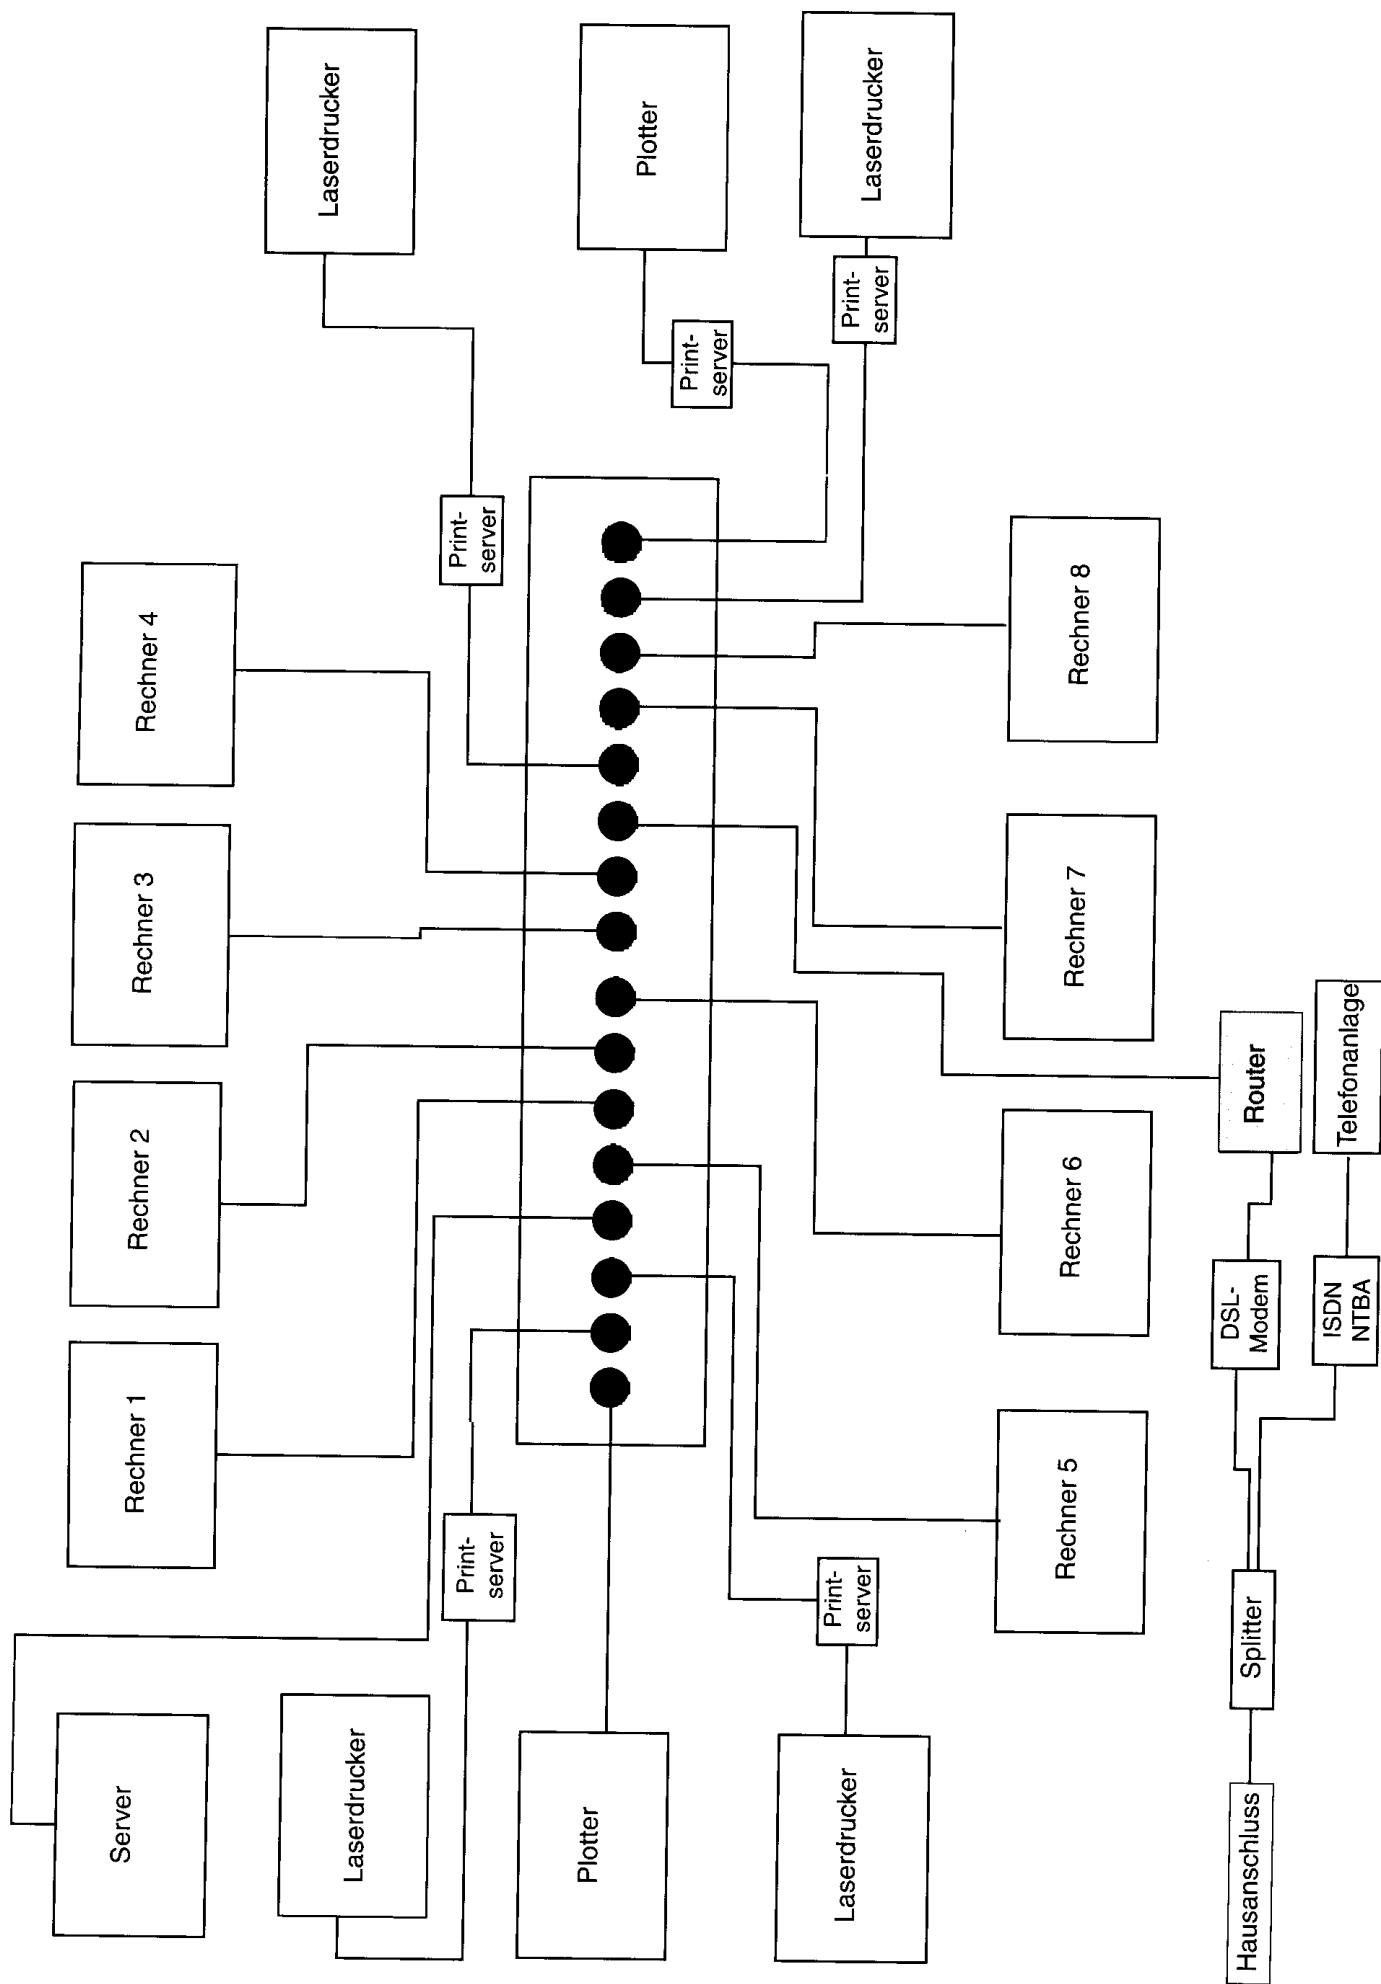 Server
Rechner 1
Rechner 2
Rechner 3
Rechner 4
Laserdrucker
Laserdrucker
Print-
server
Print-
server
Plotter
Plotter
Print-
server
Laserdrucker
Print-
server
Print-
server
Laserdrucker
Rechner 5
Rechner 6
Rechner 7
Rechner 8
Hausanschluss
Splitter
DSL-
Modem
Router
ISDN
NTBA
Telefonanlage